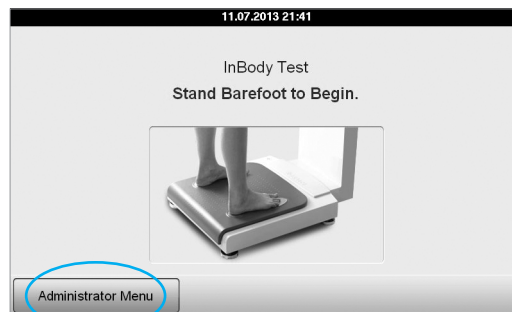 11.07.2013 21:41
InBody Test
Stand Barefoot to Begin.
Administrator Menu